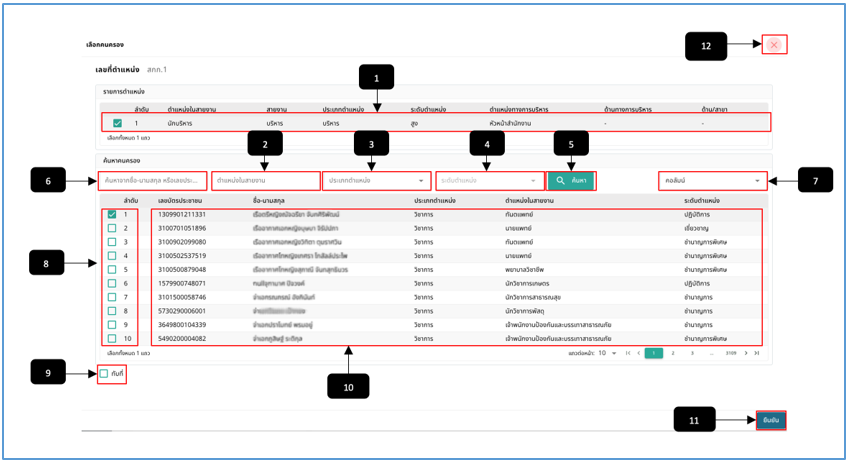 12
เลือกคนครอง
เลขที่ตำแหน่ง สกก.1
1
รายการตำแหน่ง
ลำดับ ตำแหน่งในสายงาน สายงาน ประเภทตำแหน่ง ระดับตำแหน่ง ตำแหน่งทางการบริหาร ด้านทางการบริหาร ด้าน/สาขา
1 นักบริหาร บริหาร บริหาร สูง หัวหน้าสำนักงาน - -
เลือกทั้งหมด 1 แถว
2 3 4 5
ค้นหาคนครอง
6 ค้นหาจากชื่อ-นามสกุล หรือเลขประ... ตำแหน่งในสายงาน ประเภทตำแหน่ง ระดับตำแหน่ง ค้นหา คอลัมน์ 7
ลำดับ เลขบัตรประชาชน ชื่อ-นามสกุล ประเภทตำแหน่ง ตำแหน่งในสายงาน ระดับตำแหน่ง
1 1309901211331 วิชาการ ทันตแพทย์ ปฏิบัติการ
2 3100701051896 วิชาการ นายแพทย์ เชี่ยวชาญ
3 3100902099080 วิชาการ ทันตแพทย์ ชำนาญการพิเศษ
4 3100502537519 วิชาการ นายแพทย์ ชำนาญการพิเศษ
5 3100500879048 วิชาการ พยาบาลวิชาชีพ ชำนาญการพิเศษ
6 1579900748071 วิชาการ นักวิชาการเกษตร ปฏิบัติการ
7 3101500058746 วิชาการ นักวิชาการสาธารณสุข ชำนาญการ
8 5730290006001 วิชาการ นักวิชาการพัสดุ ชำนาญการ
9 3649800104339 วิชาการ เจ้าพนักงานป้องกันและบรรเทาสาธารณภัย ชำนาญการ
10 5490200004082 วิชาการ เจ้าพนักงานป้องกันและบรรเทาสาธารณภัย ชำนาญการพิเศษ
8
เลือกทั้งหมด 1 แถว แถวต่อหน้า: 10 1 2 3 ... 3109
9 ทับที่
10
11 ยืนยัน